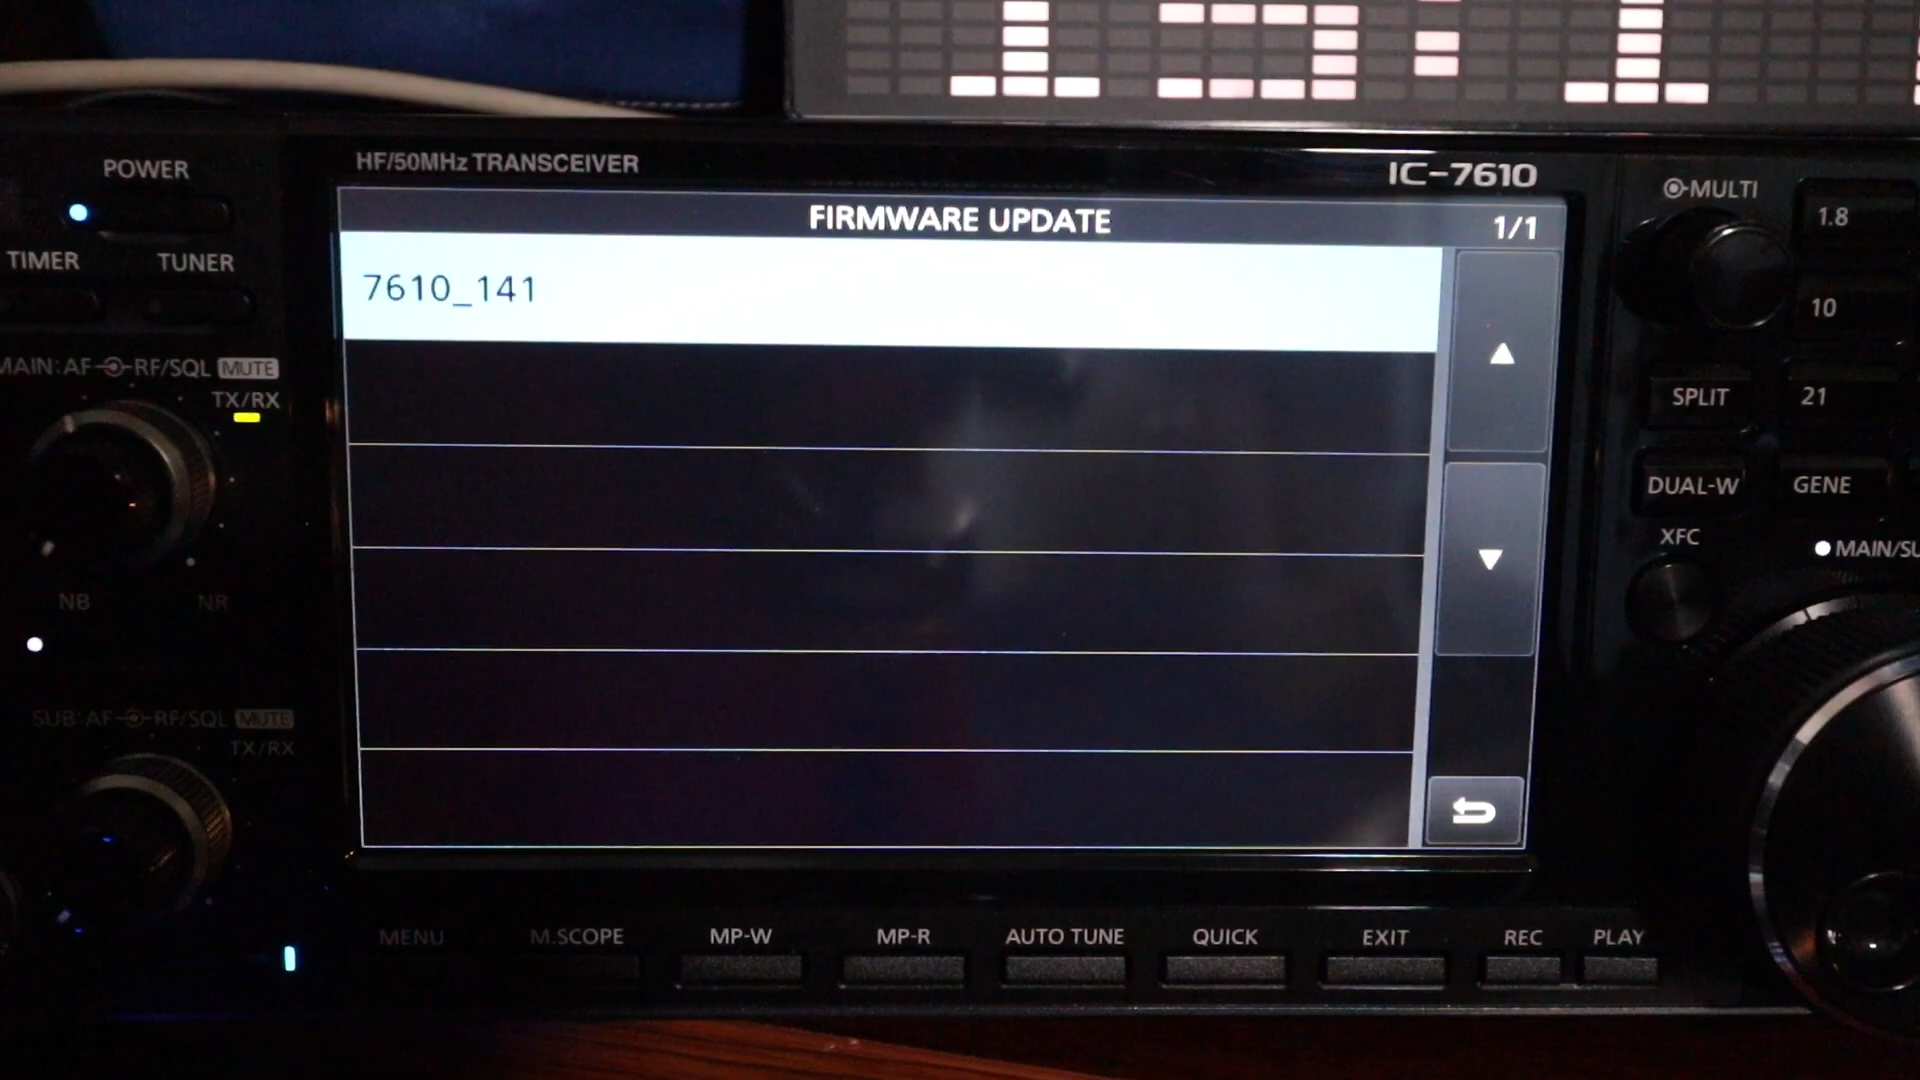 HF/50MHz TRANSCEIVER
IC-7610
FIRMWARE UPDATE
1/1
7610_141
POWER
TIMER
TUNER
MAIN:AF RF/SQL MUTE
TX/RX
NB
NR
SUB:AF RF/SQL MUTE
TX/RX
MENU
M.SCOPE
MP-W
MP-R
AUTO TUNE
QUICK
EXIT
REC
PLAY
MULTI
1.8
10
SPLIT
21
DUAL-W
GENE
XFC